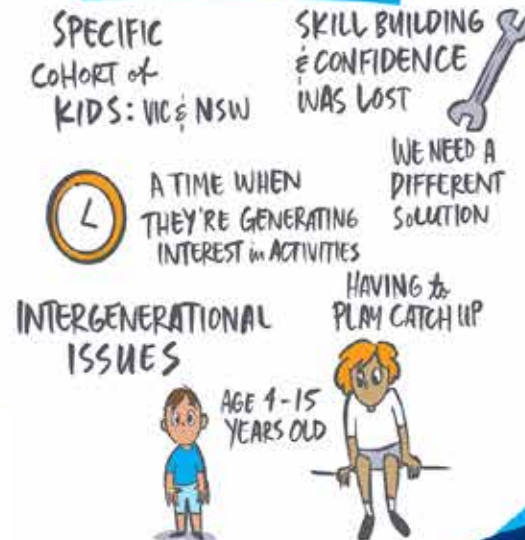 SPECIFIC
COHORT of
KIDS: VIC & NSW
SKILL BUILDING
& CONFIDENCE
WAS LOST
WE NEED A
DIFFERENT
SOLUTION
A TIME WHEN
THEY'RE GENERATING
INTEREST in ACTIVITIES
HAVING to
PLAY CATCH UP
INTERGENERATIONAL
ISSUES
AGE 4-15
YEARS OLD